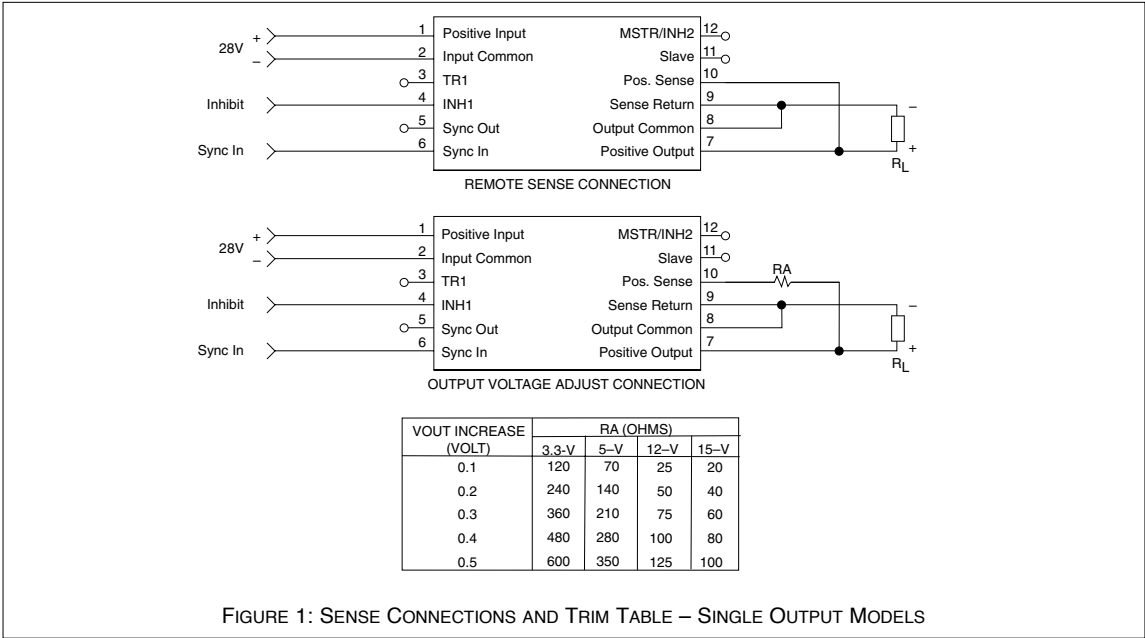 1 Positive Input MSTR/INH2 12
28V + –
2 Input Common Slave 11
3 TR1 Pos. Sense 10
Inhibit 4 INH1 Sense Return 9 –
5 Sync Out Output Common 8
Sync In 6 Sync In Positive Output 7 +
RL
REMOTE SENSE CONNECTION
1 Positive Input MSTR/INH2 12
28V + –
2 Input Common Slave 11
3 TR1 Pos. Sense 10 RA
Inhibit 4 INH1 Sense Return 9 –
5 Sync Out Output Common 8
Sync In 6 Sync In Positive Output 7 +
RL
OUTPUT VOLTAGE ADJUST CONNECTION
VOUT INCREASE RA (OHMS)
(VOLT) 3.3-V 5–V 12–V 15–V
0.1 120 70 25 20
0.2 240 140 50 40
0.3 360 210 75 60
0.4 480 280 100 80
0.5 600 350 125 100
FIGURE 1: SENSE CONNECTIONS AND TRIM TABLE – SINGLE OUTPUT MODELS